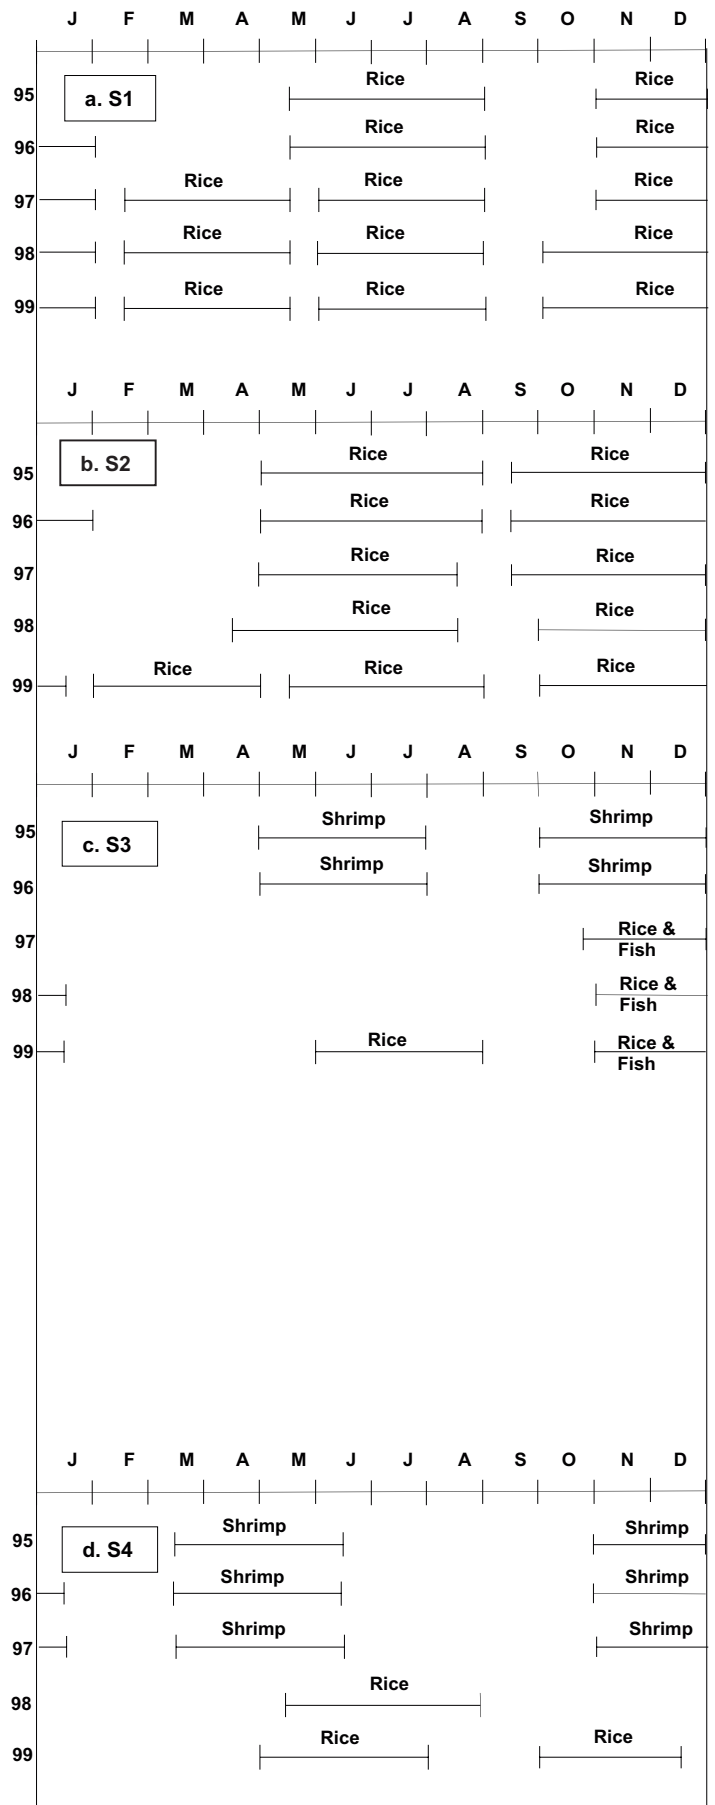 J F M A M J J A S O N D
a. S1
Rice Rice
95
Rice Rice
96
Rice Rice Rice
97
Rice Rice Rice
98
Rice Rice Rice
99
J F M A M J J A S O N D
b. S2
Rice Rice
95
Rice Rice
96
Rice Rice
97
Rice Rice
98
Rice Rice Rice
99
J F M A M J J A S O N D
c. S3
Shrimp Shrimp
95
Shrimp Shrimp
96
Rice &
97
Fish
Rice &
98
Fish
Rice Rice &
99
Fish
J F M A M J J A S O N D
d. S4
Shrimp Shrimp
95
Shrimp Shrimp
96
Shrimp Shrimp
97
Rice
98
Rice Rice
99